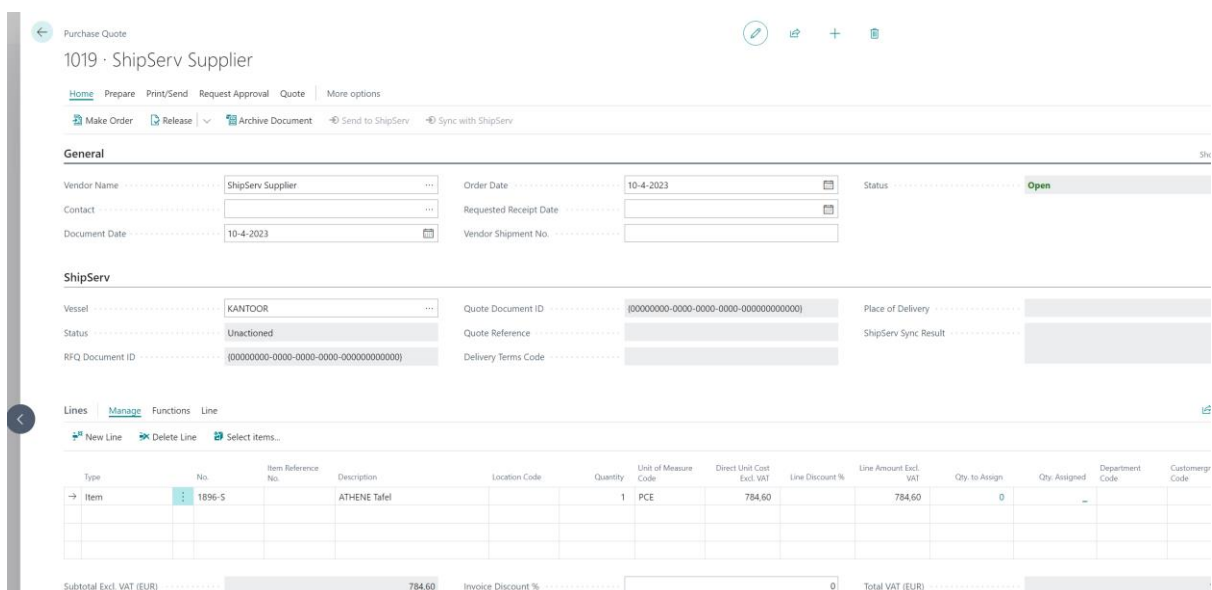 Purchase Quote
1019 · ShipServ Supplier
Home Prepare Print/Send Request Approval Quote More options
Make Order Release Archive Document Send to ShipServ Sync with ShipServ
General
Vendor Name ShipServ Supplier Order Date 10-4-2023 Status Open
Contact Requested Receipt Date
Document Date 10-4-2023 Vendor Shipment No.
ShipServ
Vessel KANTOOR Quote Document ID {00000000-0000-0000-0000-000000000000} Place of Delivery
Status Unactioned Quote Reference ShipServ Sync Result
RFQ Document ID {00000000-0000-0000-0000-000000000000} Delivery Terms Code
Lines Manage Functions Line
New Line Delete Line Select items...
Type No. Item Reference No. Description Location Code Quantity Unit of Measure Code Direct Unit Cost Excl. VAT Line Discount % Line Amount Excl. VAT Qty. to Assign Qty. Assigned Department Code Code
Item 1896-S ATHENE Tafel 1 PCE 784,60 784,60 0 _
Subtotal Excl. VAT (EUR) 784,60 Invoice Discount % 0 Total VAT (EUR)